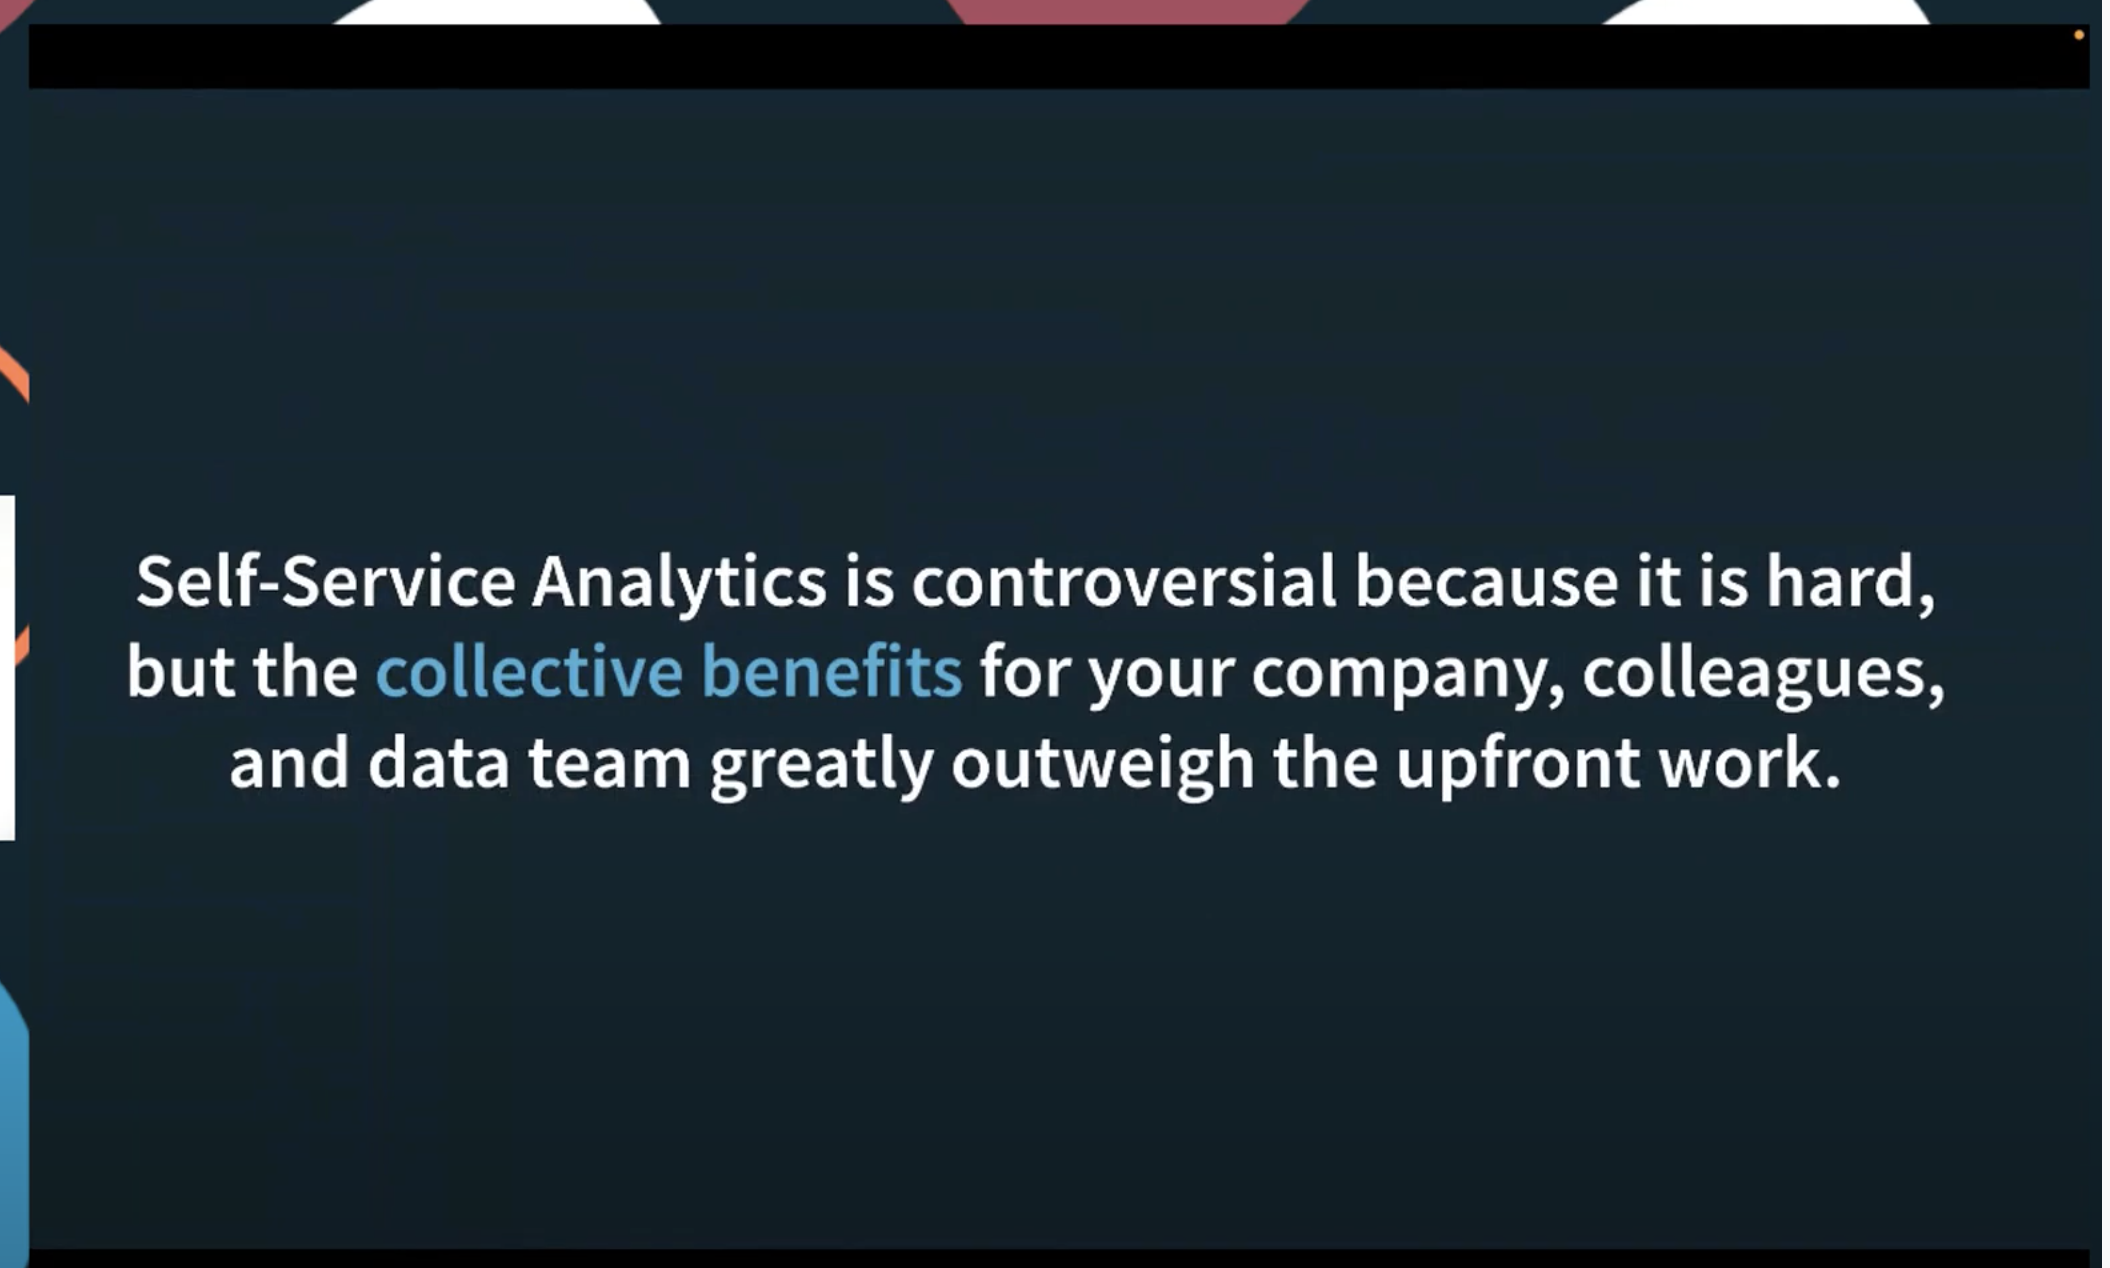 Self-Service Analytics is controversial because it is hard,
but the collective benefits for your company, colleagues,
and data team greatly outweigh the upfront work.